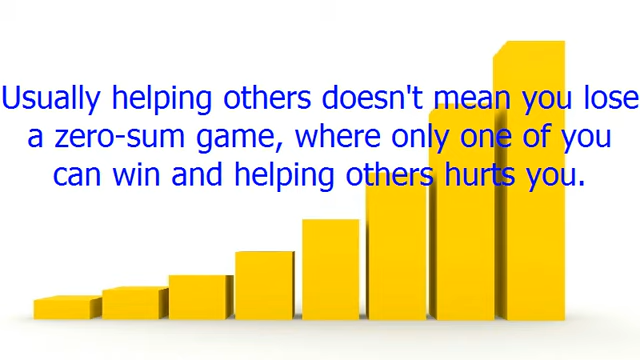 Usually helping others doesn't mean you lose
a zero-sum game, where only one of you
can win and helping others hurts you.